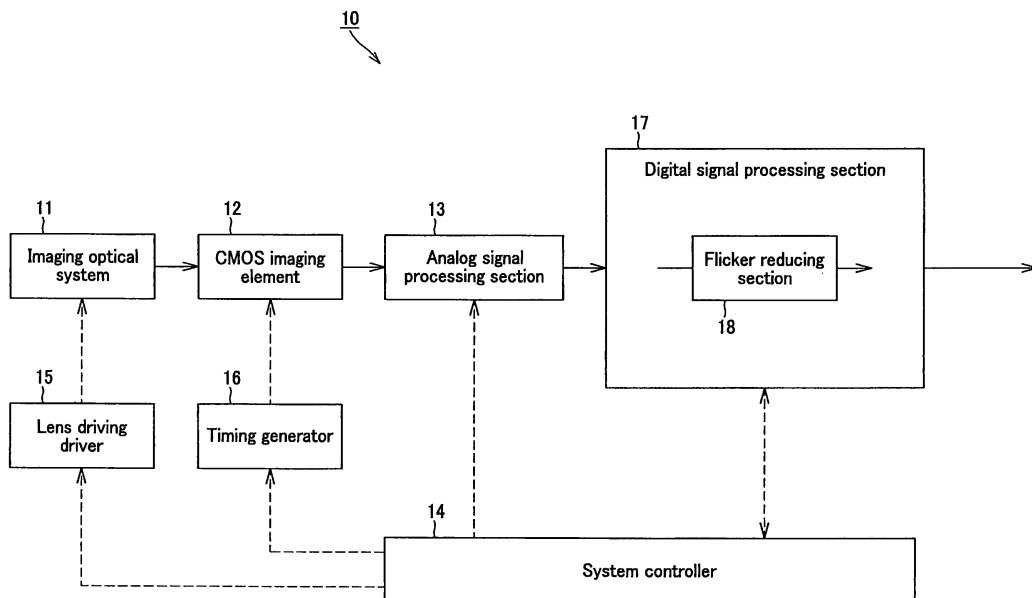 10
17
Digital signal processing section
11
12
13
Imaging optical
system
CMOS imaging
element
Analog signal
processing section
Flicker reducing
section
18
15
16
Lens driving
driver
Timing generator
14
System controller